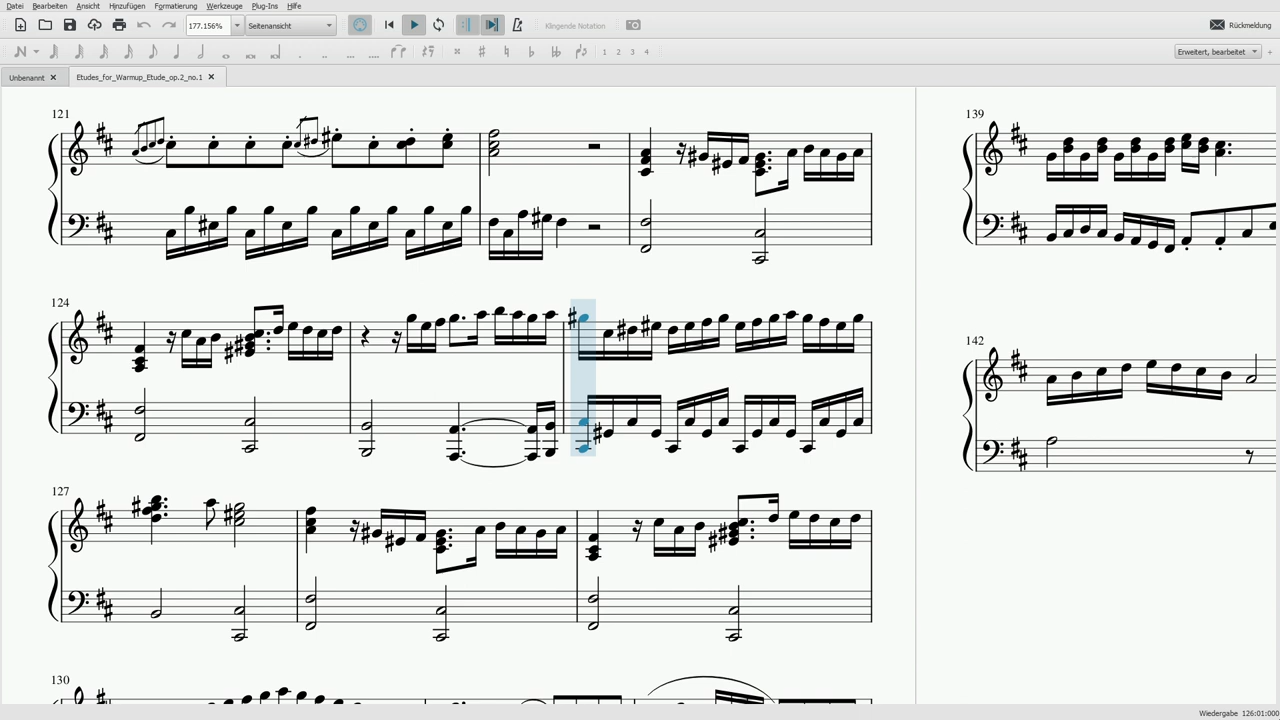 Datei Bearbeiten Ansicht Hinzufügen Formatierung Werkzeuge Plug-Ins Hilfe
177.156% Seitenansicht Klingende Notation Rückmeldung
1 2 3 4 Erweitert, bearbeitet +
Unbenannt Etudes_for_Warmup_Etude_op.2_no.1
121
139
124
142
127
130
Wiedergabe 126:01:000